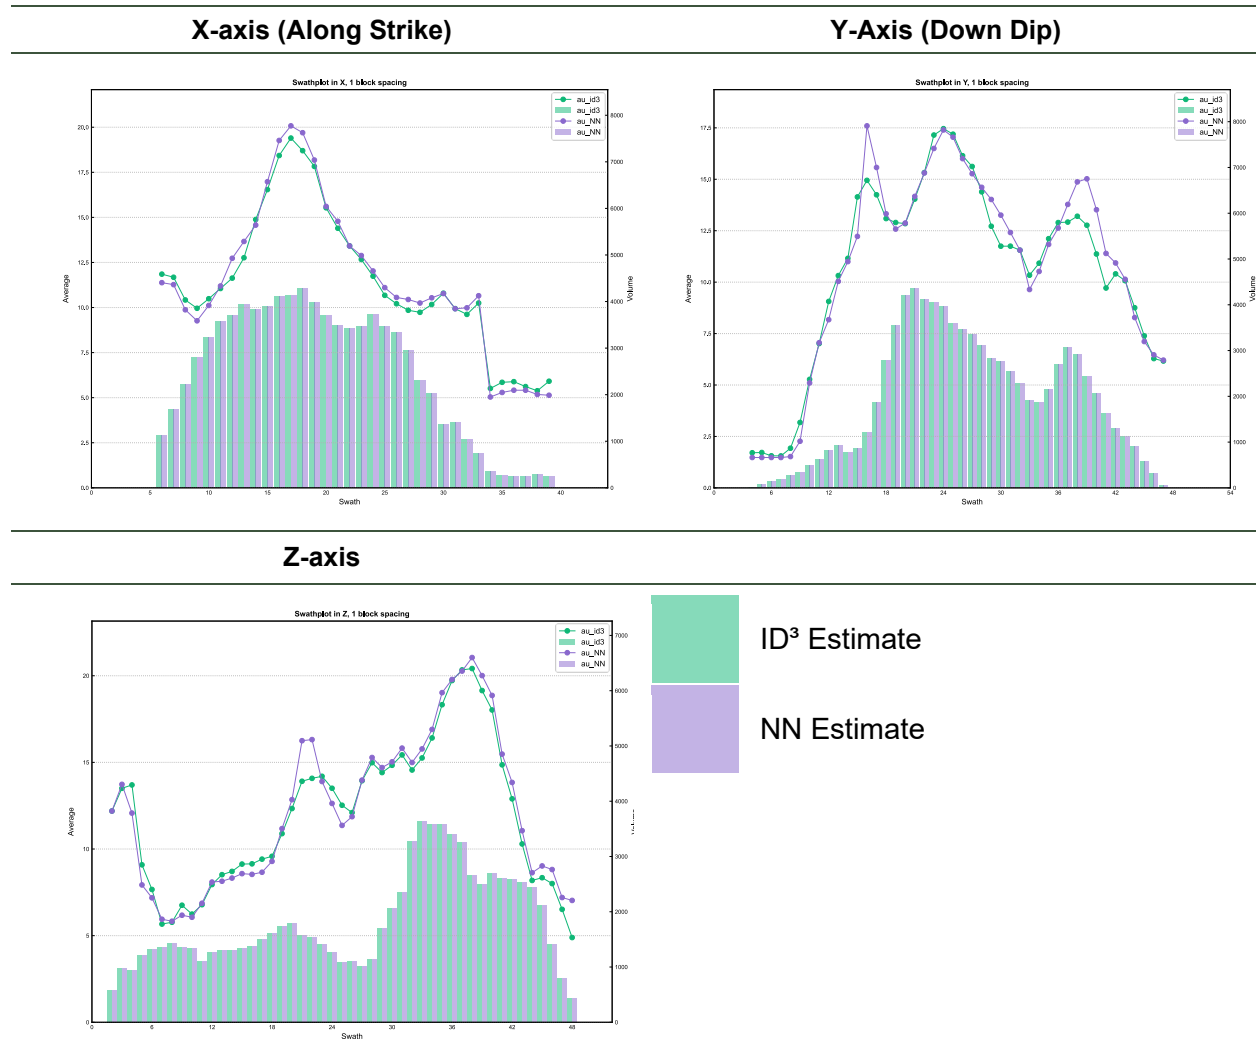 X-axis (Along Strike)
Y-Axis (Down Dip)
Swathplot in X, 1 block spacing
au_id3
au_id3
au_NN
au_NN
20,0
17,5
15,0
12,5
10,0
7,5
5,0
2,5
0,0
Average
8000
7000
6000
5000
4000
3000
2000
1000
0
Volume
0
5
10
15
20
25
30
35
40
Swath
Swathplot in Y, 1 block spacing
au_id3
au_NN
au_id3
au_NN
17,5
15,0
12,5
10,0
7,5
5,0
2,5
0,0
Average
8000
7000
6000
5000
4000
3000
2000
1000
0
Volume
0
6
12
18
24
30
36
42
48
54
Swath
Z-axis
Swathplot in Z, 1 block spacing
au_id3
au_id3
au_NN
au_NN
20
15
10
5
0
Average
7000
6000
5000
4000
3000
2000
1000
0
Volume
0
6
12
18
24
30
36
42
48
Swath
ID³ Estimate
NN Estimate